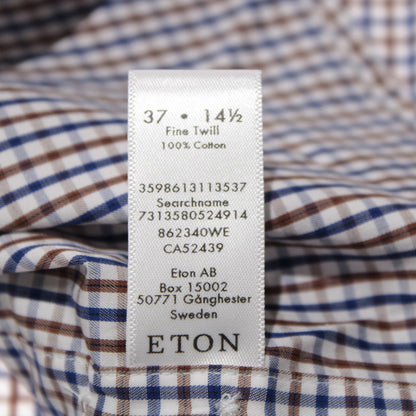 37 • 14½
Fine Twill
100% Cotton
3598613113537
Searchname
7313580524914
862340WE
CA52439
Eton AB
Box 15002
50771 Gånghester
Sweden
ETON